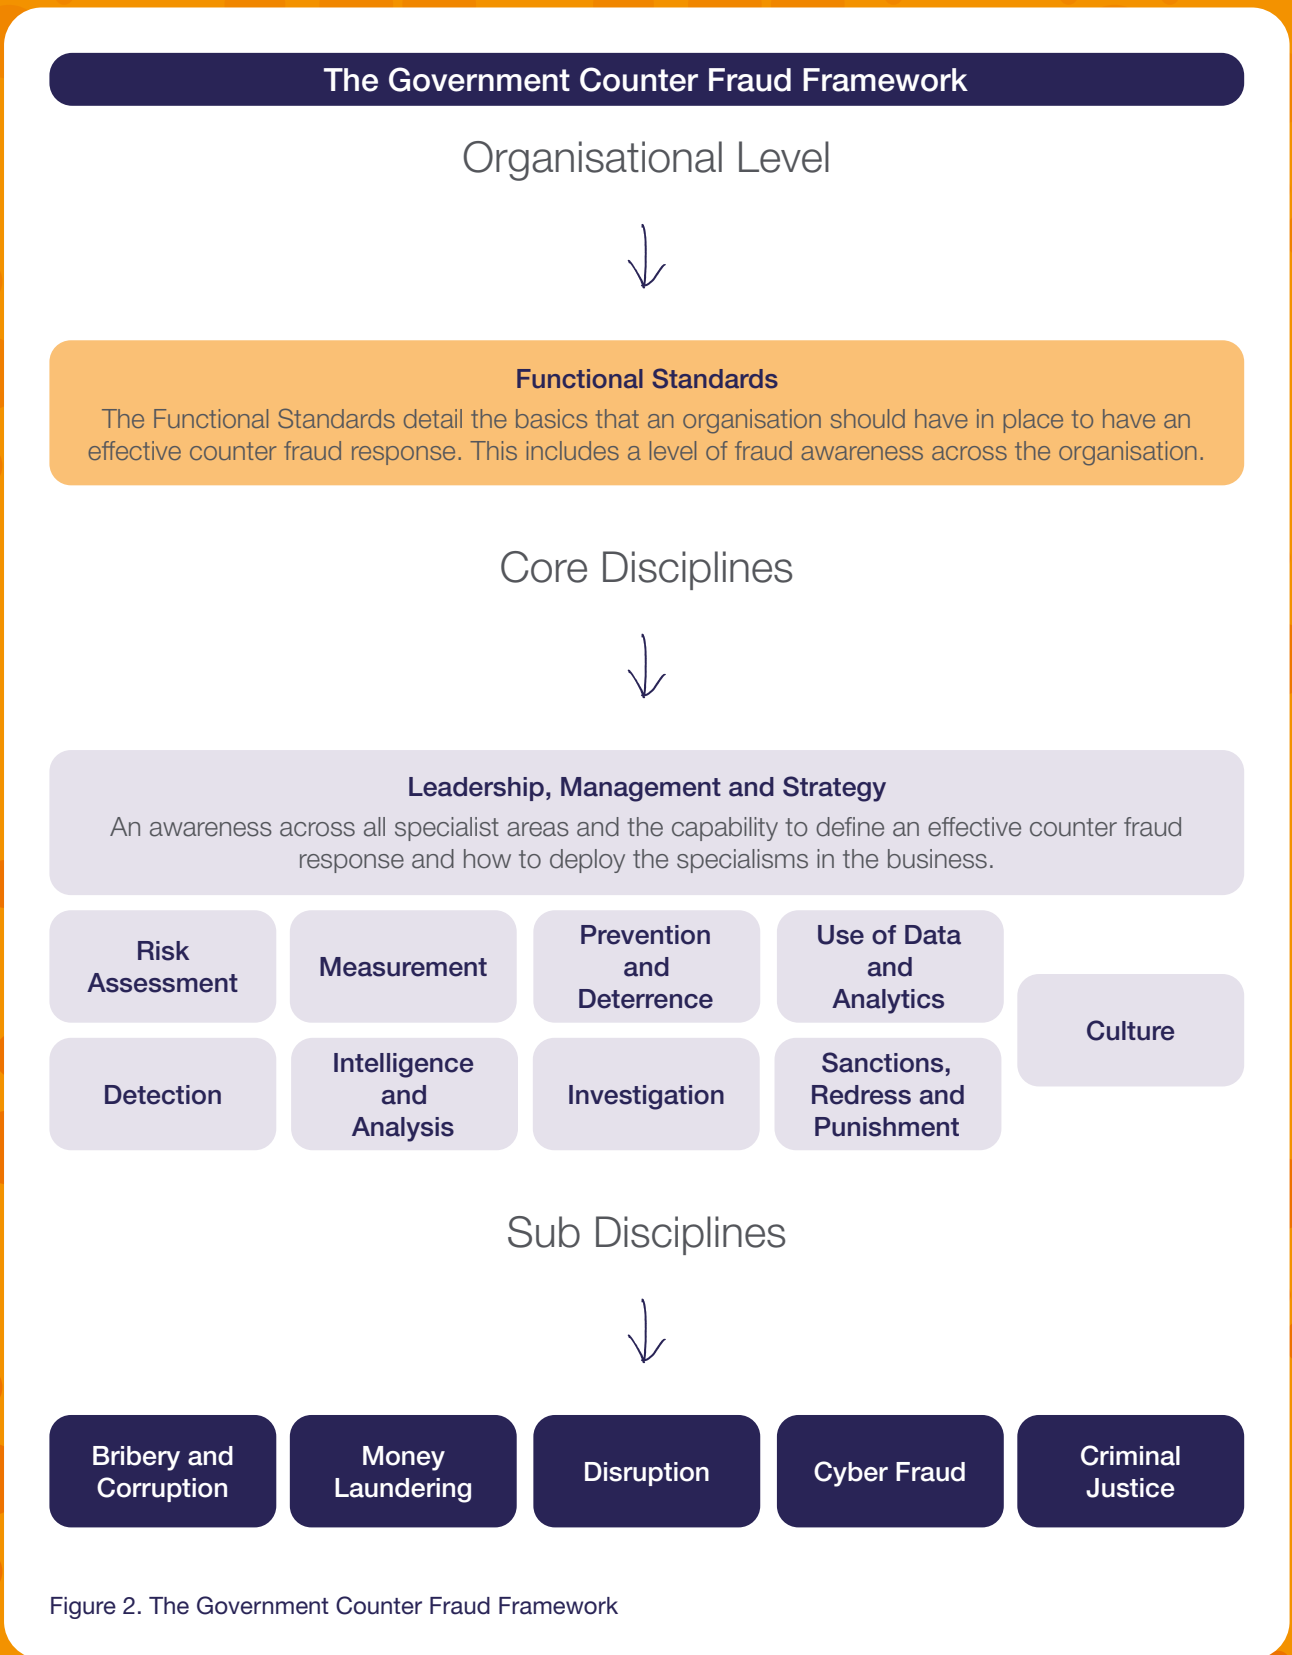 The Government Counter Fraud Framework
Organisational Level
Functional Standards
The Functional Standards detail the basics that an organisation should have in place to have an
effective counter fraud response. This includes a level of fraud awareness across the organisation.
Core Disciplines
Leadership, Management and Strategy
An awareness across all specialist areas and the capability to define an effective counter fraud
response and how to deploy the specialisms in the business.
Risk
Assessment
Measurement
Prevention
and
Deterrence
Use of Data
and
Analytics
Culture
Detection
Intelligence
and
Analysis
Investigation
Sanctions,
Redress and
Punishment
Sub Disciplines
Bribery and
Corruption
Money
Laundering
Disruption
Cyber Fraud
Criminal
Justice
Figure 2. The Government Counter Fraud Framework